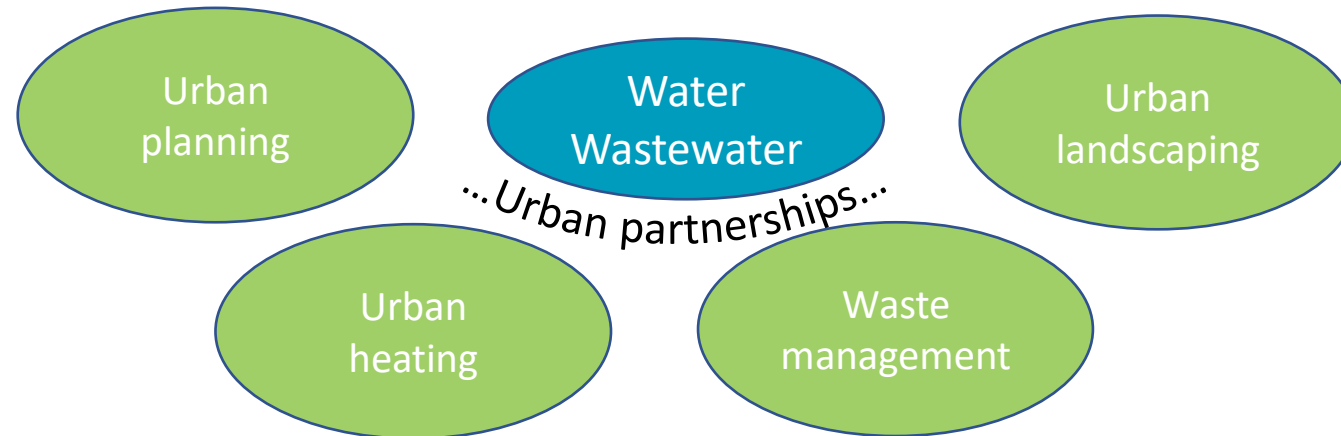 Urban
planning
Water
Wastewater
Urban
landscaping
...Urban partnerships...
Urban
heating
Waste
management